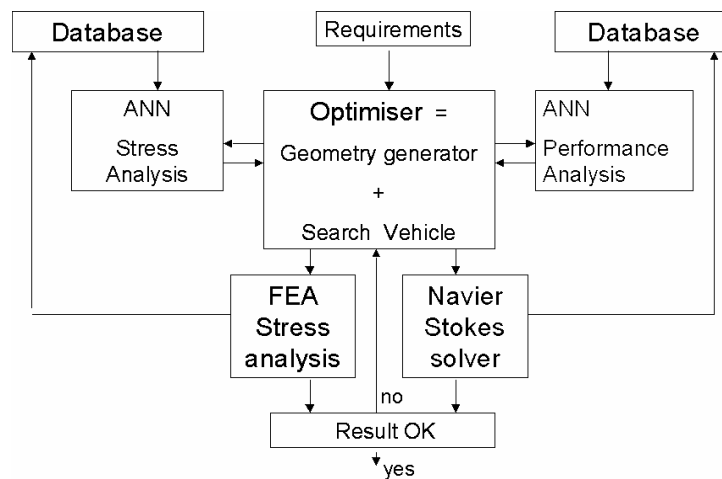 Database
Requirements
Database
ANN
Stress
Analysis
Optimiser =
Geometry generator
+
Search Vehicle
ANN
Performance
Analysis
FEA
Stress
analysis
Navier
Stokes
solver
no
Result OK
yes